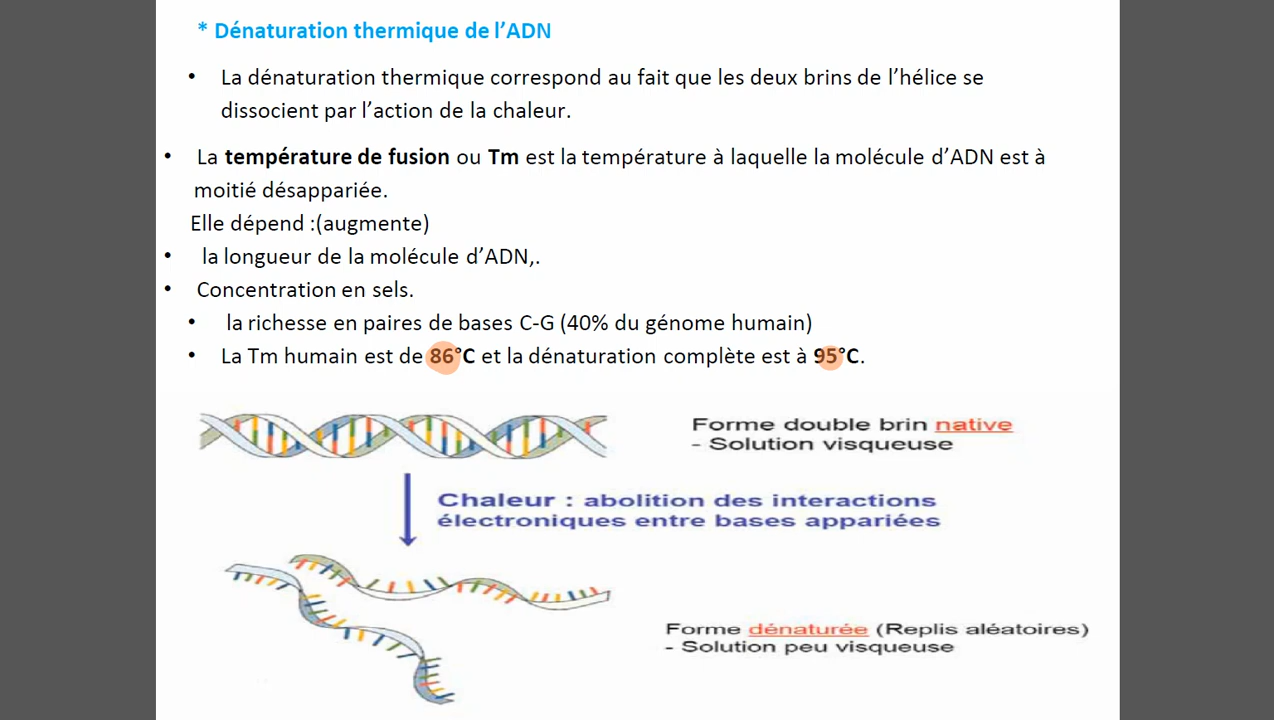 * Dénaturation thermique de l'ADN
• La dénaturation thermique correspond au fait que les deux brins de l'hélice se
dissocient par l'action de la chaleur.
• La température de fusion ou Tm est la température à laquelle la molécule d'ADN est à
moitié désappariée.
Elle dépend :(augmente)
• la longueur de la molécule d'ADN,.
• Concentration en sels.
• la richesse en paires de bases C-G (40% du génome humain)
• La Tm humain est de 86°C et la dénaturation complète est à 95°C.
Forme double brin native
- Solution visqueuse
Chaleur : abolition des interactions
électroniques entre bases appariées
Forme dénaturée (Replis aléatoires)
- Solution peu visqueuse